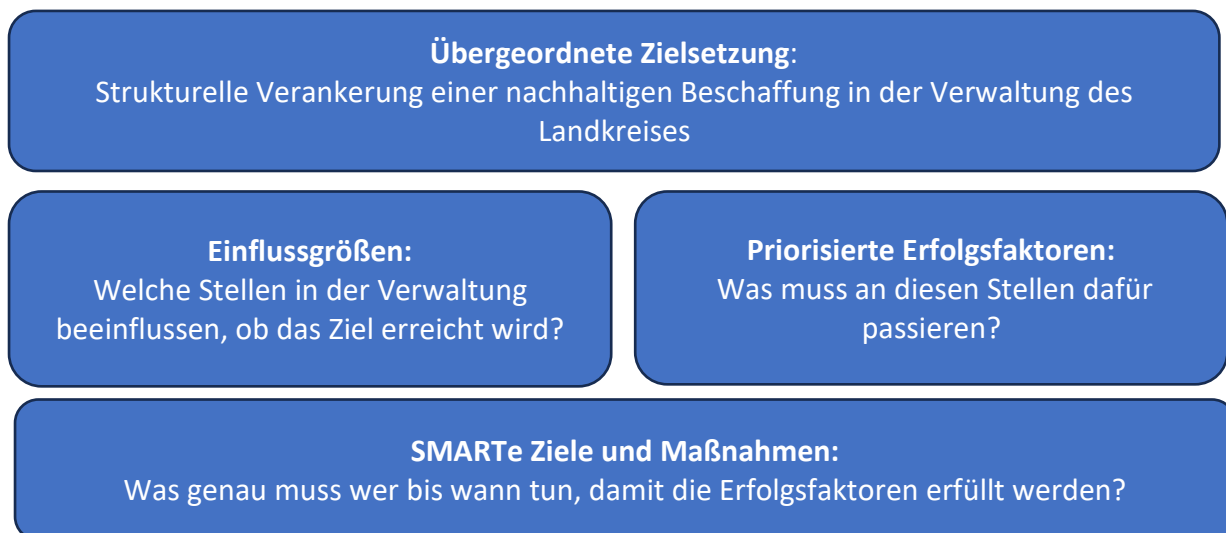 Übergeordnete Zielsetzung:
Strukturelle Verankerung einer nachhaltigen Beschaffung in der Verwaltung des
Landkreises
Einflussgrößen:
Welche Stellen in der Verwaltung
beeinflussen, ob das Ziel erreicht wird?
Priorisierte Erfolgsfaktoren:
Was muss an diesen Stellen dafür
passieren?
SMARTe Ziele und Maßnahmen:
Was genau muss wer bis wann tun, damit die Erfolgsfaktoren erfüllt werden?